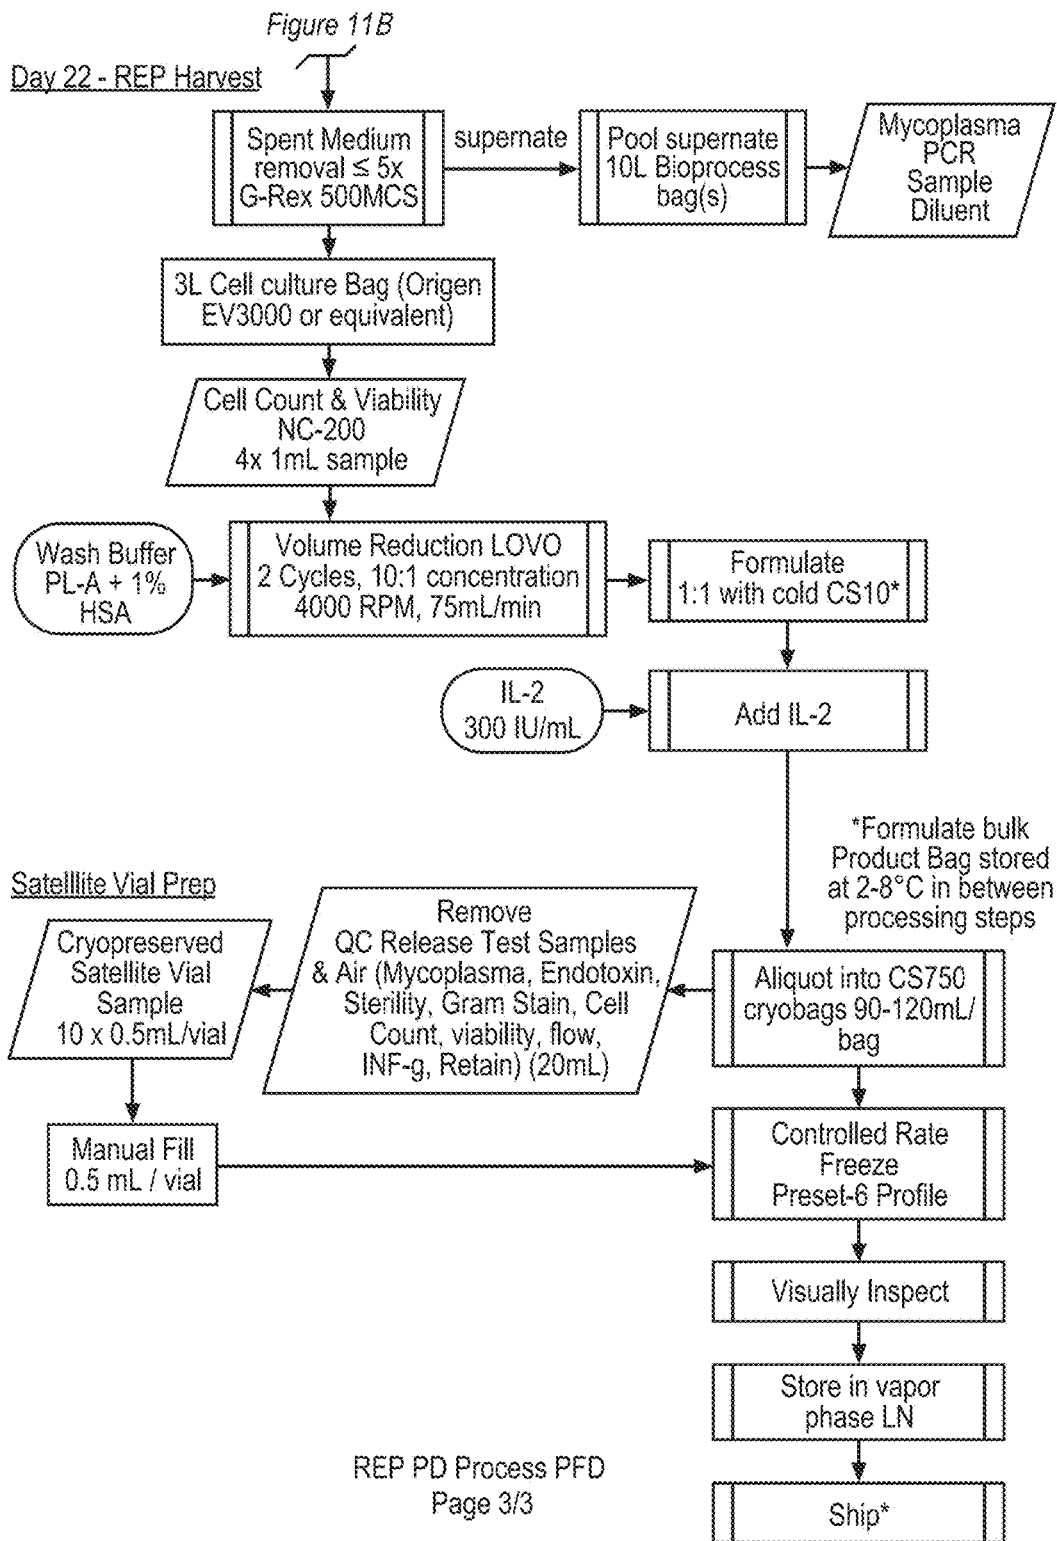 Figure 11B
Day 22 - REP Harvest
Spent Medium
removal ≤ 5x
G-Rex 500MCS
supernate
Pool supernate
10L Bioprocess
bag(s)
Mycoplasma
PCR
Sample
Diluent
3L Cell culture Bag (Origen
EV3000 or equivalent)
Cell Count & Viability
NC-200
4x 1mL sample
Wash Buffer
PL-A + 1%
HSA
Volume Reduction LOVO
2 Cycles, 10:1 concentration
4000 RPM, 75mL/min
Formulate
1:1 with cold CS10*
IL-2
300 IU/mL
Add IL-2
*Formulate bulk
Product Bag stored
at 2-8°C in between
processing steps
Satelllite Vial Prep
Cryopreserved
Satellite Vial
Sample
10 x 0.5mL/vial
Remove
QC Release Test Samples
& Air (Mycoplasma, Endotoxin,
Sterility, Gram Stain, Cell
Count, viability, flow,
INF-g, Retain) (20mL)
Aliquot into CS750
cryobags 90-120mL/
bag
Manual Fill
0.5 mL / vial
Controlled Rate
Freeze
Preset-6 Profile
Visually Inspect
Store in vapor
phase LN
Ship*
REP PD Process PFD
Page 3/3